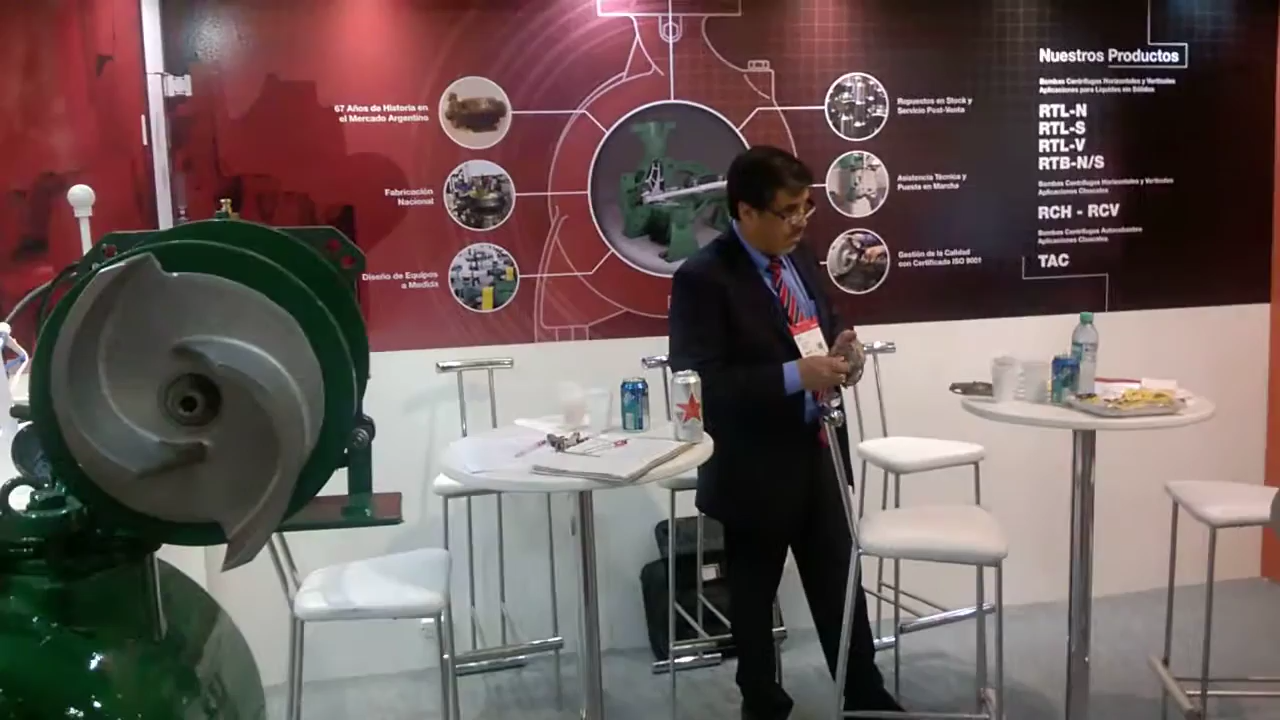 67 Años de Historia en
el Mercado Argentino
Fabricación
Nacional
Diseño de Equipos
a Medida
Repuestos en Stock y
Servicio Post-Venta
Asistencia Técnica y
Puesta en Marcha
Gestión de la Calidad
con Certificado ISO 9001
Nuestros Productos
Bombas Centrífugas Horizontales y Verticales
Aplicaciones para Líquidos sin Sólidos
RTL-N
RTL-S
RTL-V
RTB-N/S
Bombas Centrífugas Horizontales y Verticales
Aplicaciones Cloacales
RCH - RCV
Bombas Centrífugas Autocebantes
Aplicaciones Cloacales
TAC